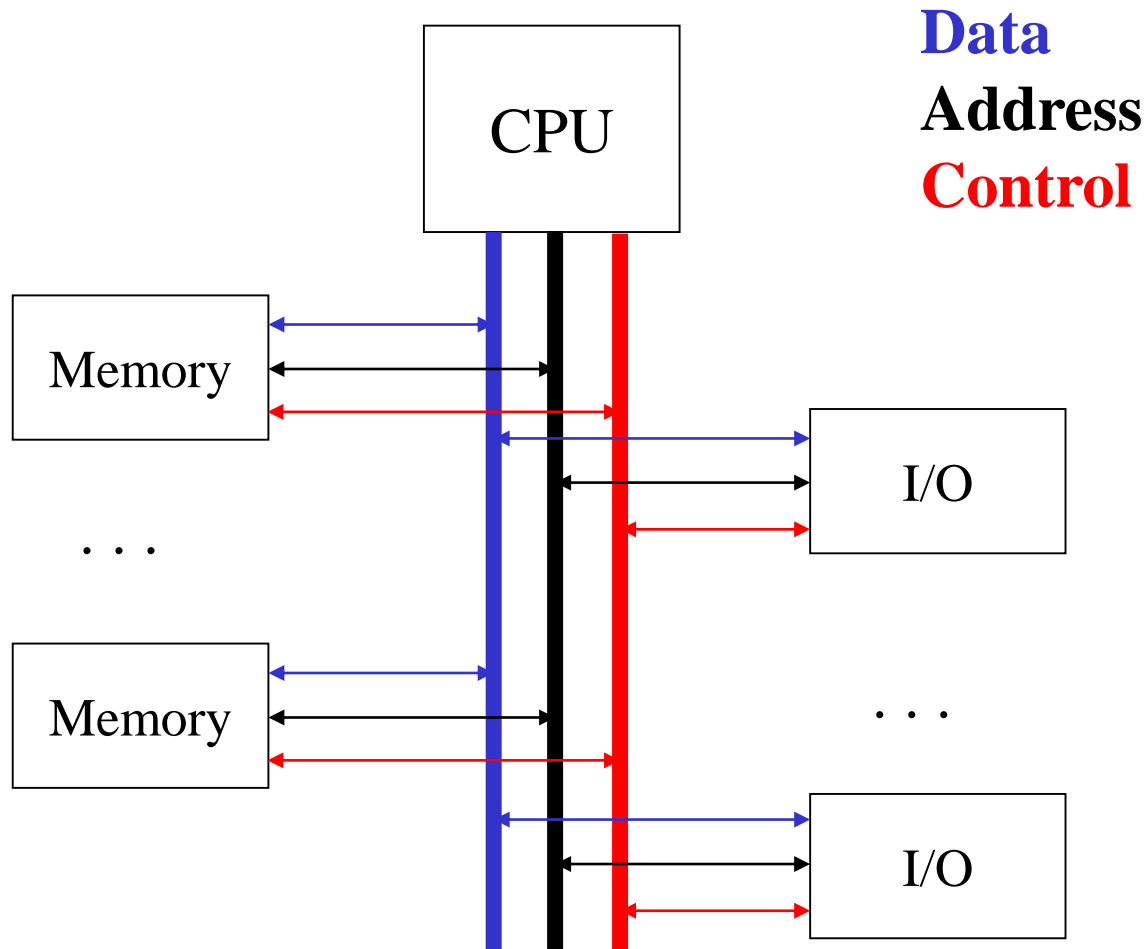 Data
Address
Control
CPU
Memory
I/O
. . .
Memory
. . .
I/O